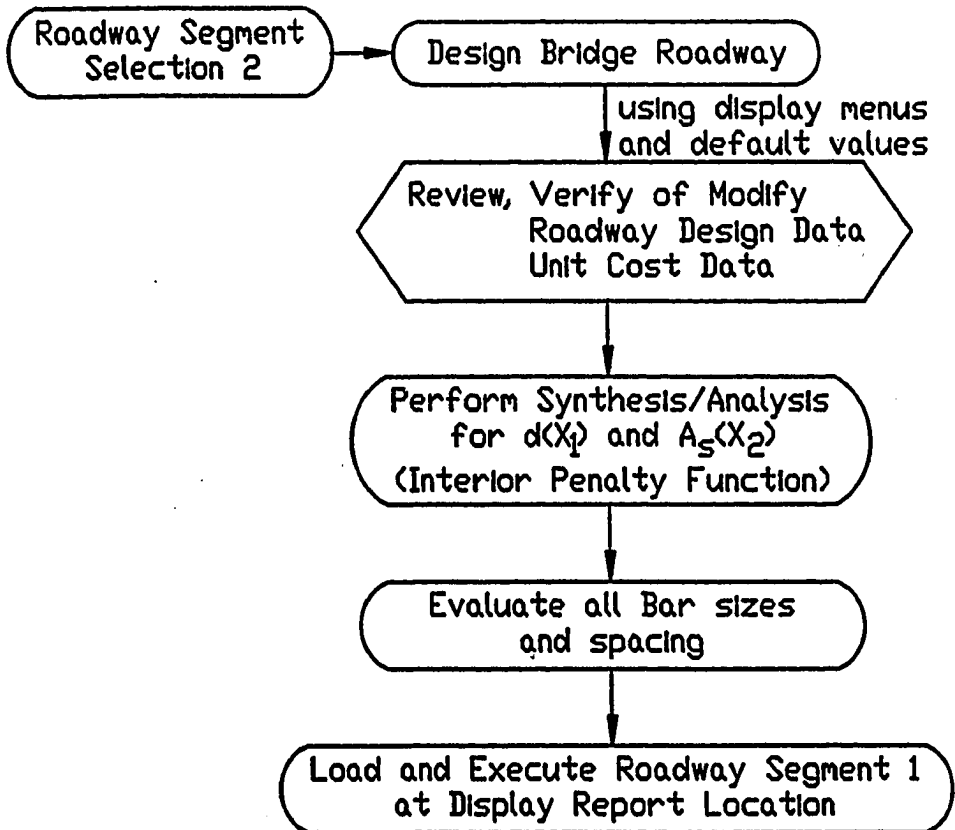 Roadway Segment
Selection 2
Design Bridge Roadway
using display menus
and default values
Review, Verify of Modify
Roadway Design Data
Unit Cost Data
Perform Synthesis/Analysis
for d(X₁) and Aₛ(X₂)
(Interior Penalty Function)
Evaluate all Bar sizes
and spacing
Load and Execute Roadway Segment 1
at Display Report Location